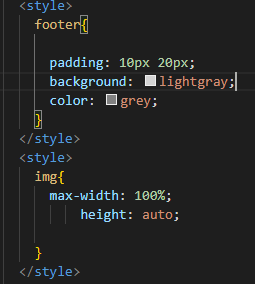 <style>
footer{
padding: 10px 20px;
background: lightgray;
color: grey;
}
</style>
<style>
img{
max-width: 100%;
height: auto;
}
</style>